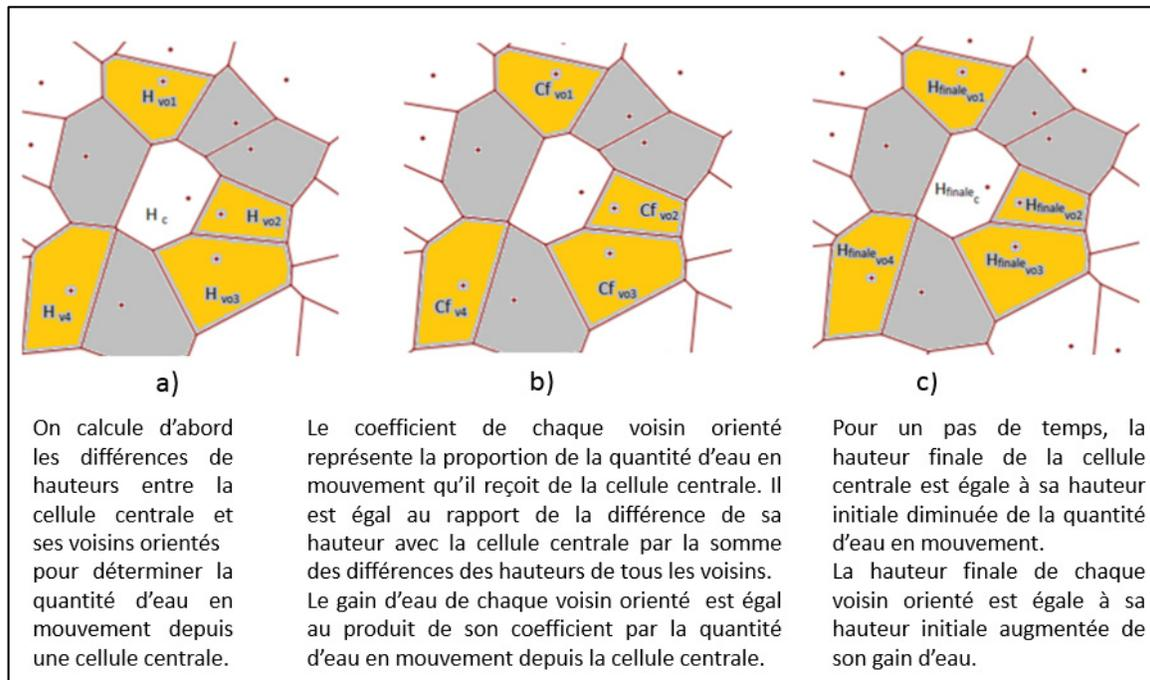 H vo1
H c
H vo2
H vo3
H v4
a)
Cf vo1
Cf vo2
Cf vo3
Cf v4
b)
Hfinale vo1
Hfinale c
Hfinale vo2
Hfinale vo3
Hfinale vo4
c)
On calcule d'abord
les différences de
hauteurs entre la
cellule centrale et
ses voisins orientés
pour déterminer la
quantité d'eau en
mouvement depuis
une cellule centrale.
Le coefficient de chaque voisin orienté
représente la proportion de la quantité d'eau en
mouvement qu'il reçoit de la cellule centrale. Il
est égal au rapport de la différence de sa
hauteur avec la cellule centrale par la somme
des différences des hauteurs de tous les voisins.
Le gain d'eau de chaque voisin orienté est égal
au produit de son coefficient par la quantité
d'eau en mouvement depuis la cellule centrale.
Pour un pas de temps, la
hauteur finale de la cellule
centrale est égale à sa hauteur
initiale diminuée de la quantité
d'eau en mouvement.
La hauteur finale de chaque
voisin orienté est égale à sa
hauteur initiale augmentée de
son gain d'eau.